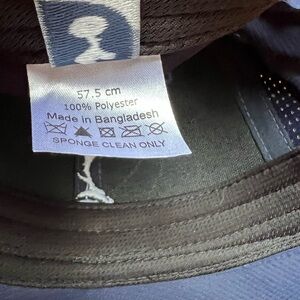 57.5 cm
100% Polyester
Made in Bangladesh
SPONGE CLEAN ONLY